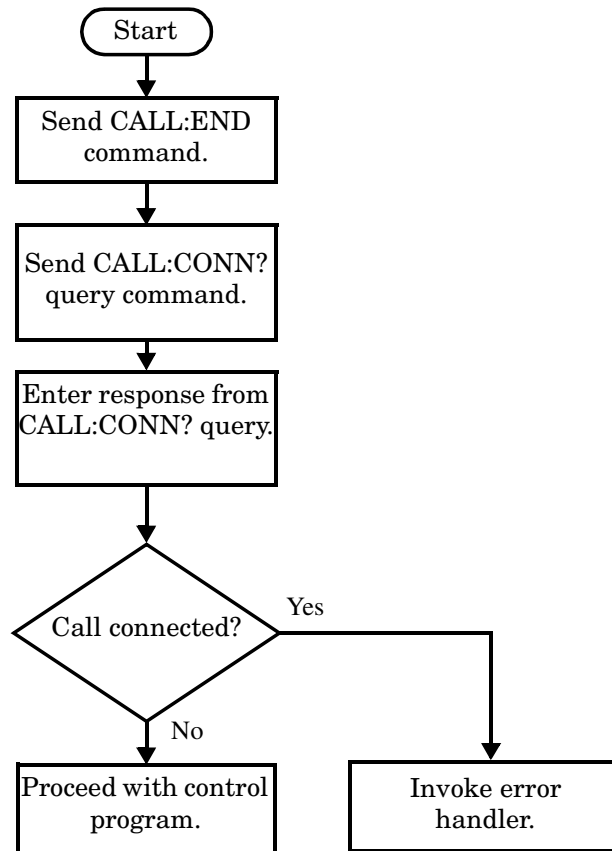 Start
Send CALL:END
command.
Send CALL:CONN?
query command.
Enter response from
CALL:CONN? query.
Call connected?
Yes
No
Proceed with control
program.
Invoke error
handler.